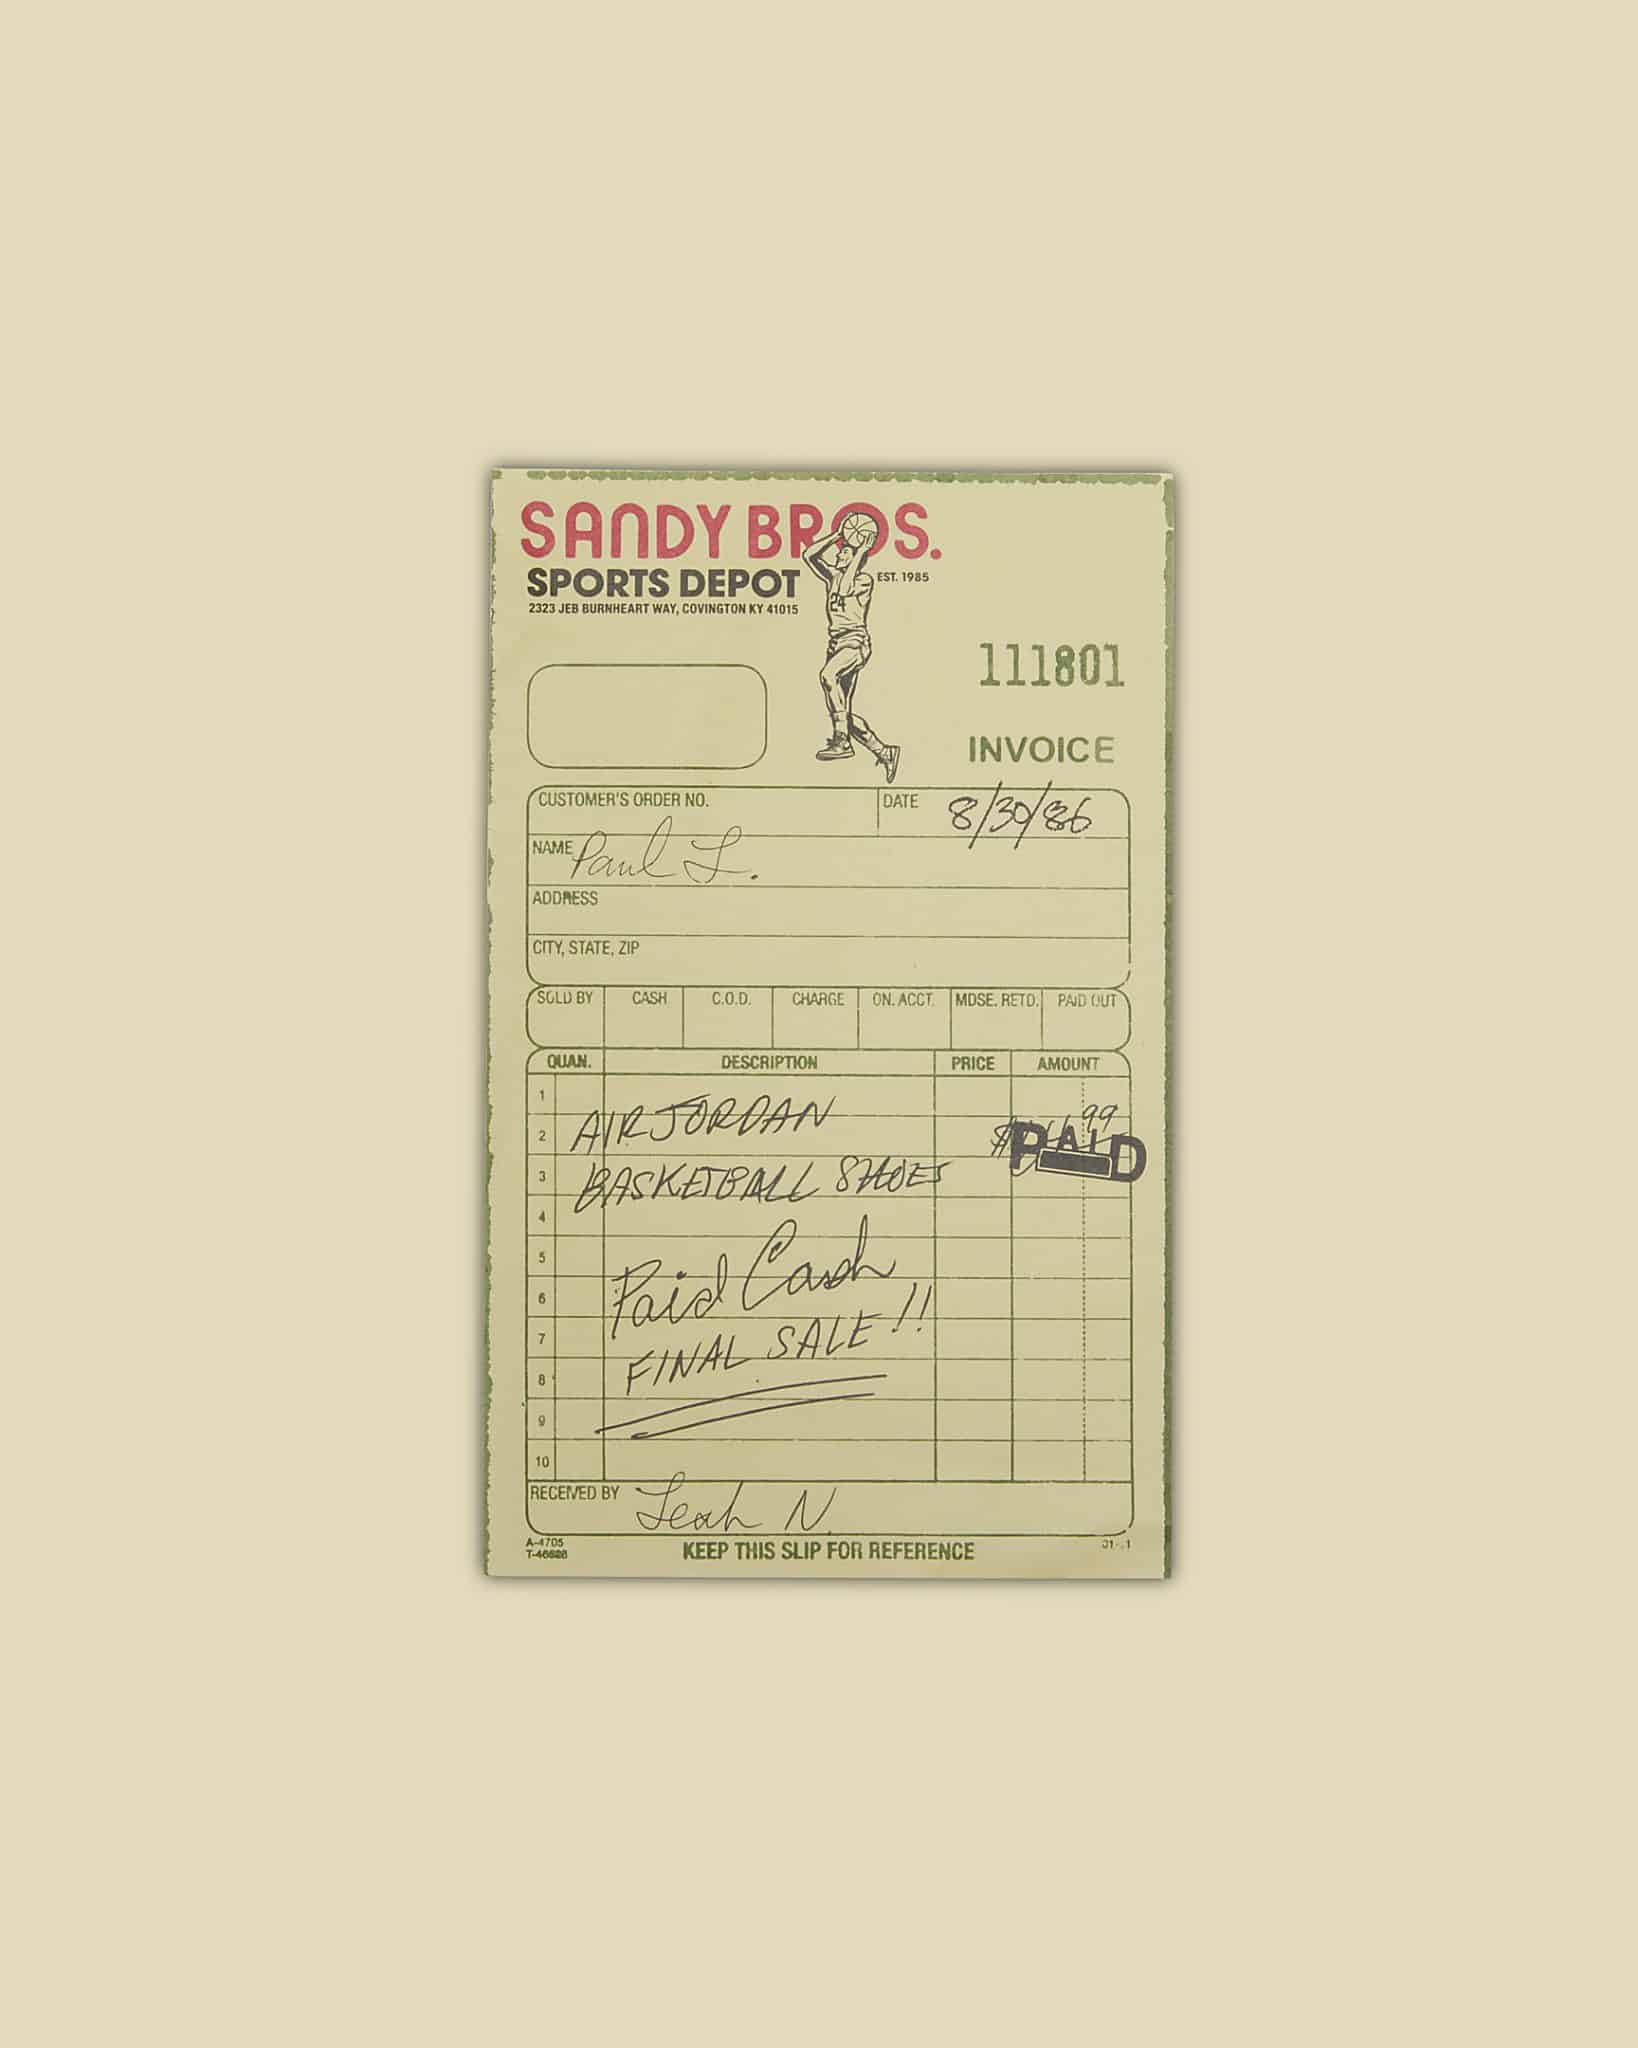 SANDY BROS.
SPORTS DEPOT
EST. 1985
2323 JEB BURNHEART WAY, COVINGTON KY 41015
24
111801
INVOICE
CUSTOMER'S ORDER NO.
DATE 8/30/86
NAME Paul L.
ADDRESS
CITY, STATE, ZIP
SOLD BY CASH C.O.D. CHARGE ON. ACCT. MDSE. RETD. PAID OUT
QUAN. DESCRIPTION PRICE AMOUNT
1
2 AIR JORDAN 99 PAID
3 BASKETBALL SHOES
4
5
6 Paid Cash
7
8 FINAL SALE!!
9
10
RECEIVED BY Leah N.
A-4705
T-46628
KEEP THIS SLIP FOR REFERENCE